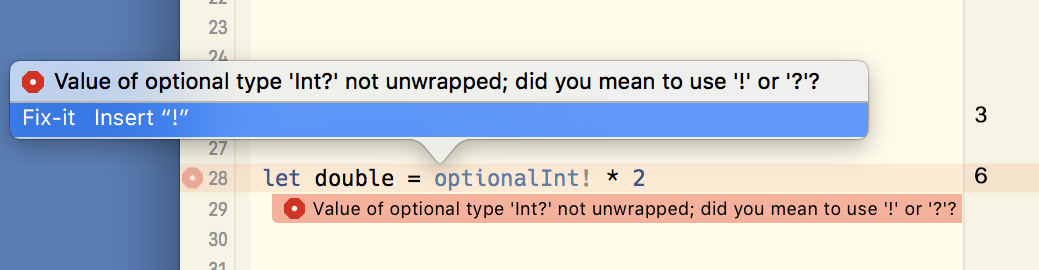 22
23
24
Value of optional type 'Int?' not unwrapped; did you mean to use '!' or '?'?
Fix-it Insert “!”
3
27
28 let double = optionalInt! * 2 6
29 Value of optional type 'Int?' not unwrapped; did you mean to use '!' or '?'?
30
31